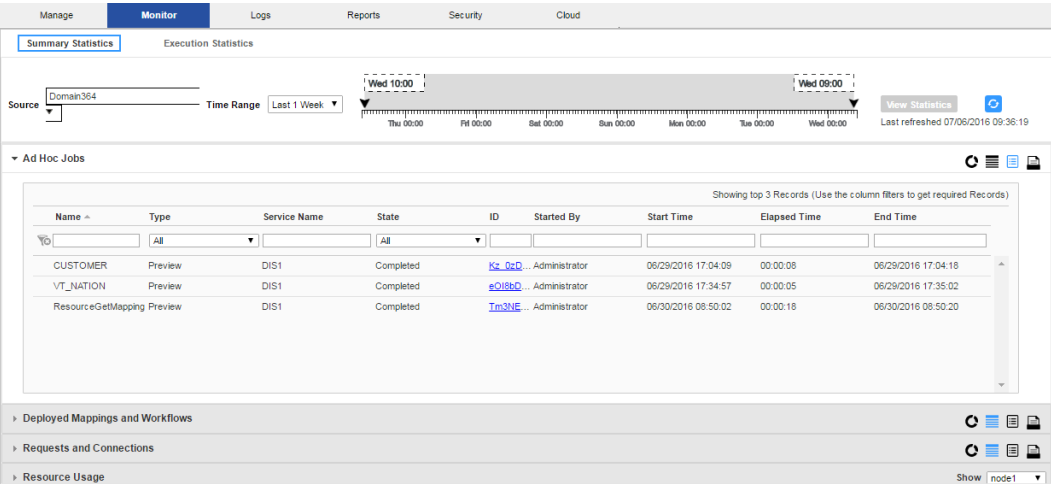 Manage Monitor Logs Reports Security Cloud
Summary Statistics Execution Statistics
Source Domain364 Time Range Last 1 Week Wed 10:00 Wed 09:00 View Statistics
Thu 00:00 Fri 00:00 Sat 00:00 Sun 00:00 Mon 00:00 Tue 00:00 Wed 00:00 Last refreshed 07/06/2016 09:36:19
Ad Hoc Jobs
Showing top 3 Records (Use the column filters to get required Records)
Name Type Service Name State ID Started By Start Time Elapsed Time End Time
All All
CUSTOMER Preview DIS1 Completed Kz_0zD... Administrator 06/29/2016 17:04:09 00:00:08 06/29/2016 17:04:18
VT_NATION Preview DIS1 Completed eOI8bD... Administrator 06/29/2016 17:34:57 00:00:05 06/29/2016 17:35:02
ResourceGetMapping Preview DIS1 Completed Tm3NE... Administrator 06/30/2016 08:50:02 00:00:18 06/30/2016 08:50:20
Deployed Mappings and Workflows
Requests and Connections
Resource Usage Show node1